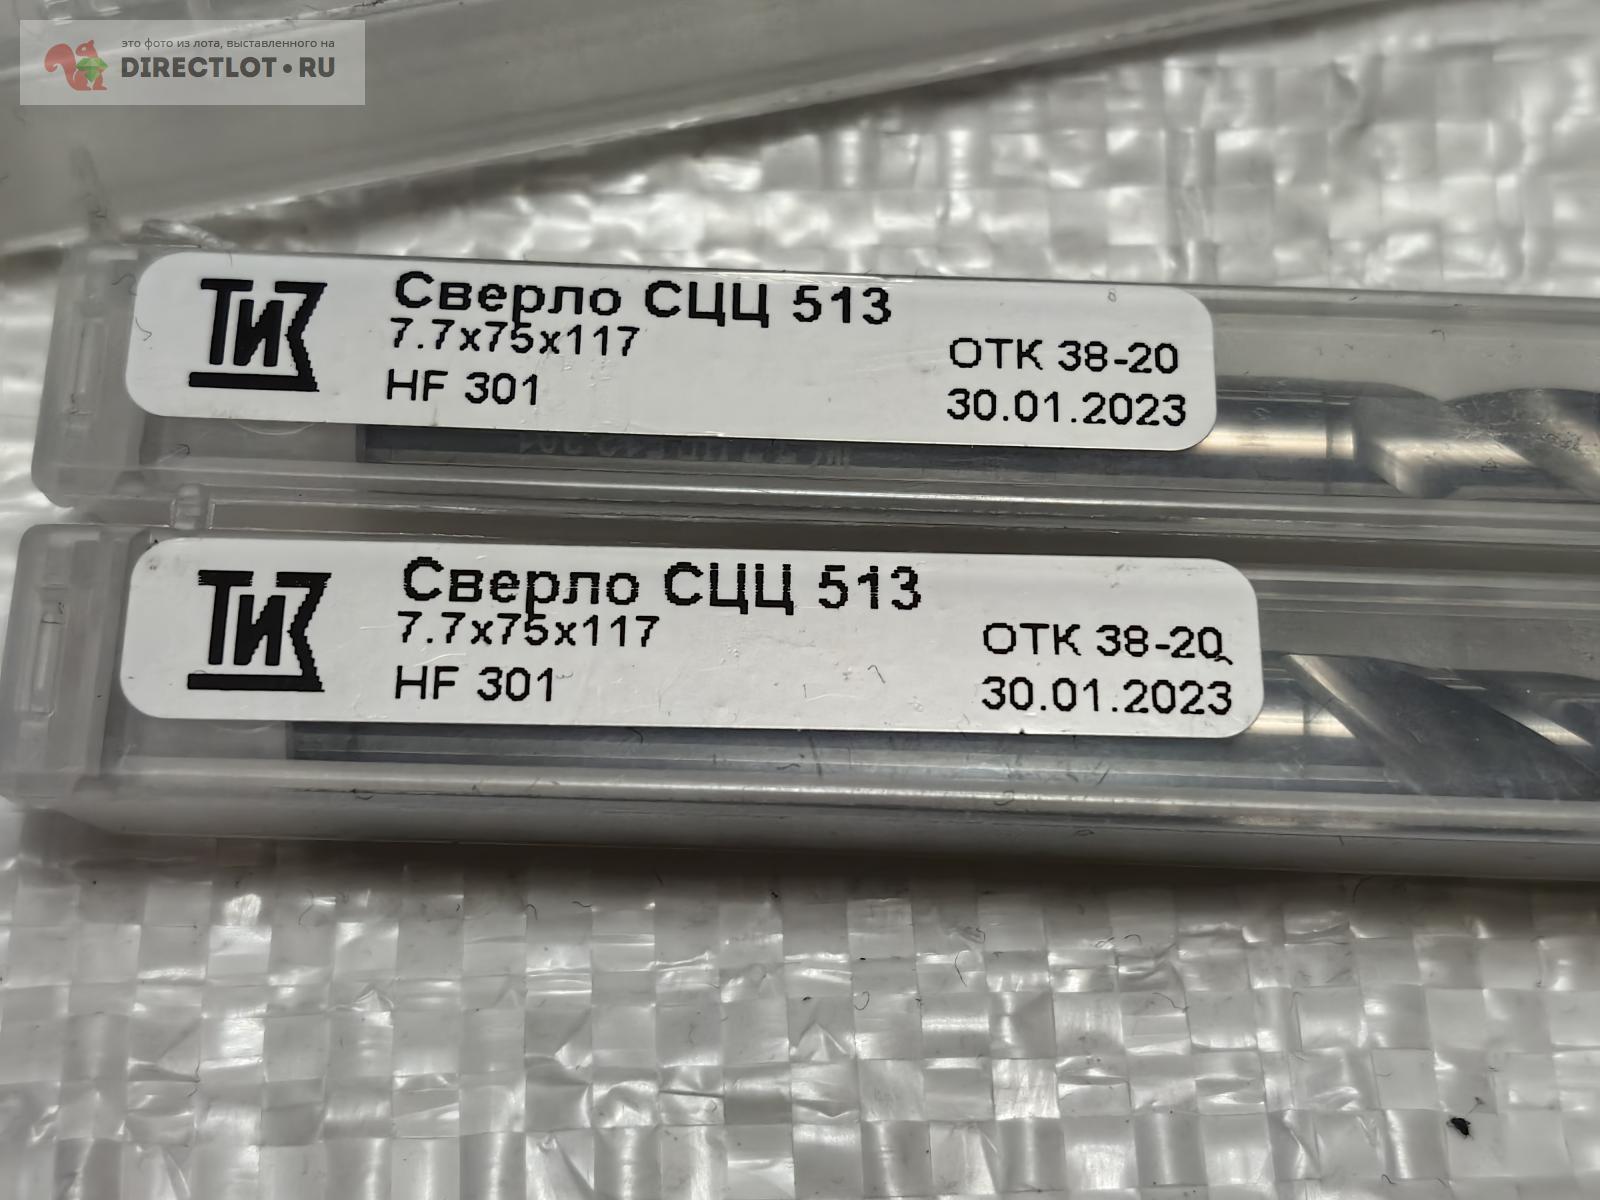 это фото из лота, выставленного на
DIRECTLOT•RU
ТИЗ
Сверло СЦЦ 513
7.7x75x117
HF 301
ОТК 38-20
30.01.2023
ТИЗ
Сверло СЦЦ 513
7.7x75x117
HF 301
ОТК 38-20
30.01.2023